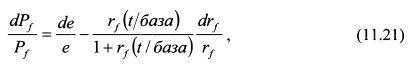 dP_f/P_f = de/e − r_f(t/база)/(1+r_f(t/база)) dr_f/r_f , (11.21)